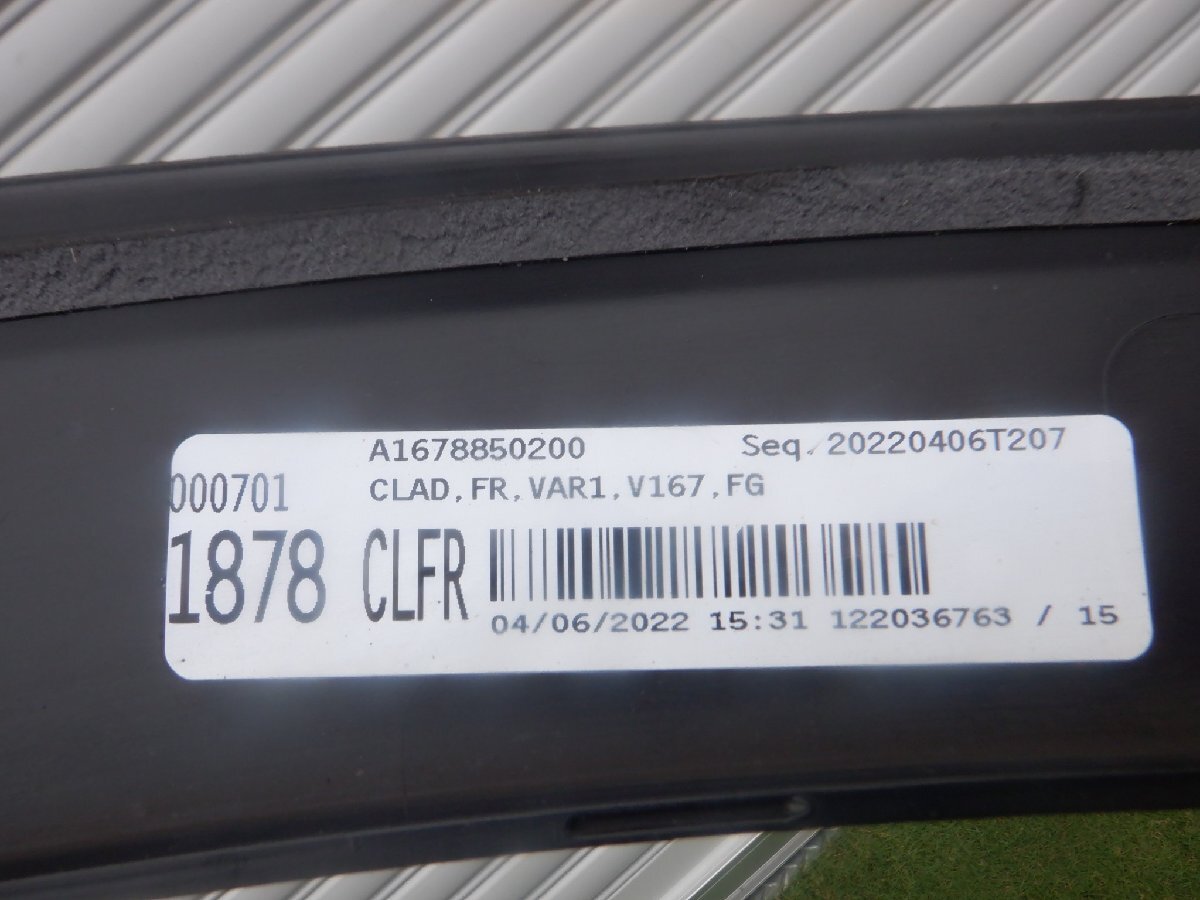 A1678850200 Seq. 20220406T207
000701 CLAD,FR,VAR1,V167,FG
1878 CLFR
04/06/2022 15:31 122036763 / 15